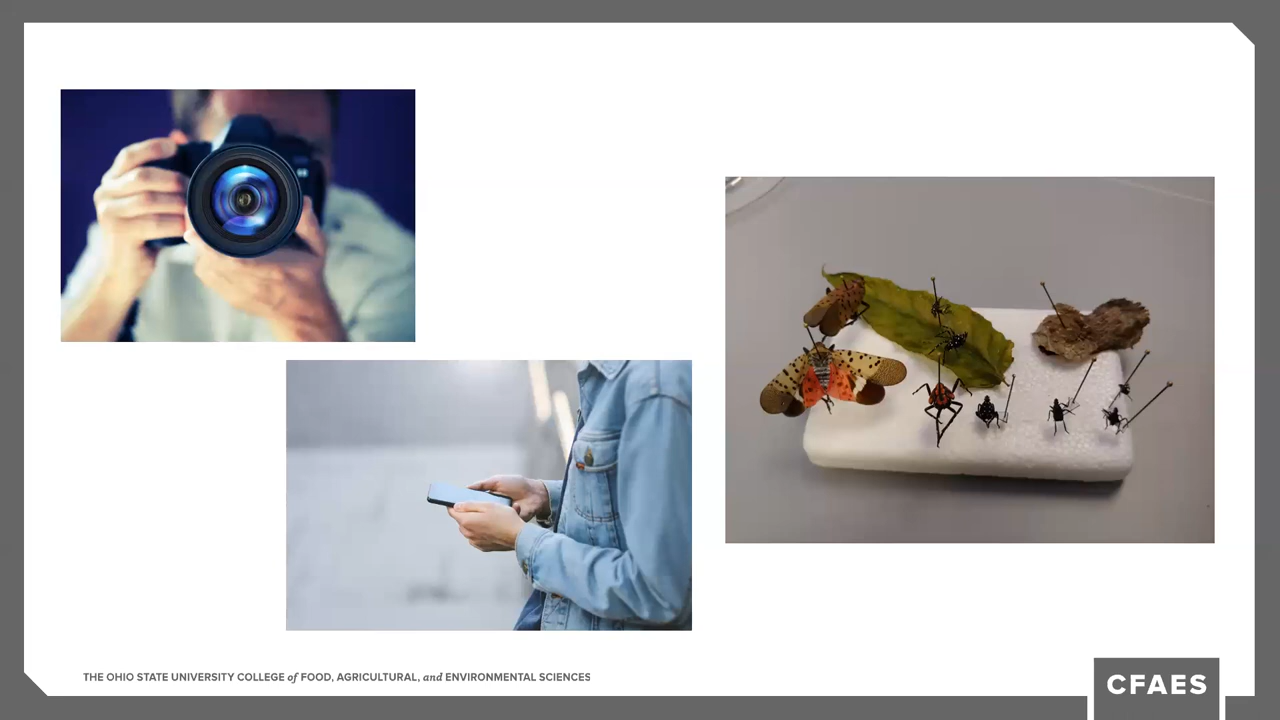 THE OHIO STATE UNIVERSITY COLLEGE of FOOD, AGRICULTURAL, and ENVIRONMENTAL SCIENCES
CFAES